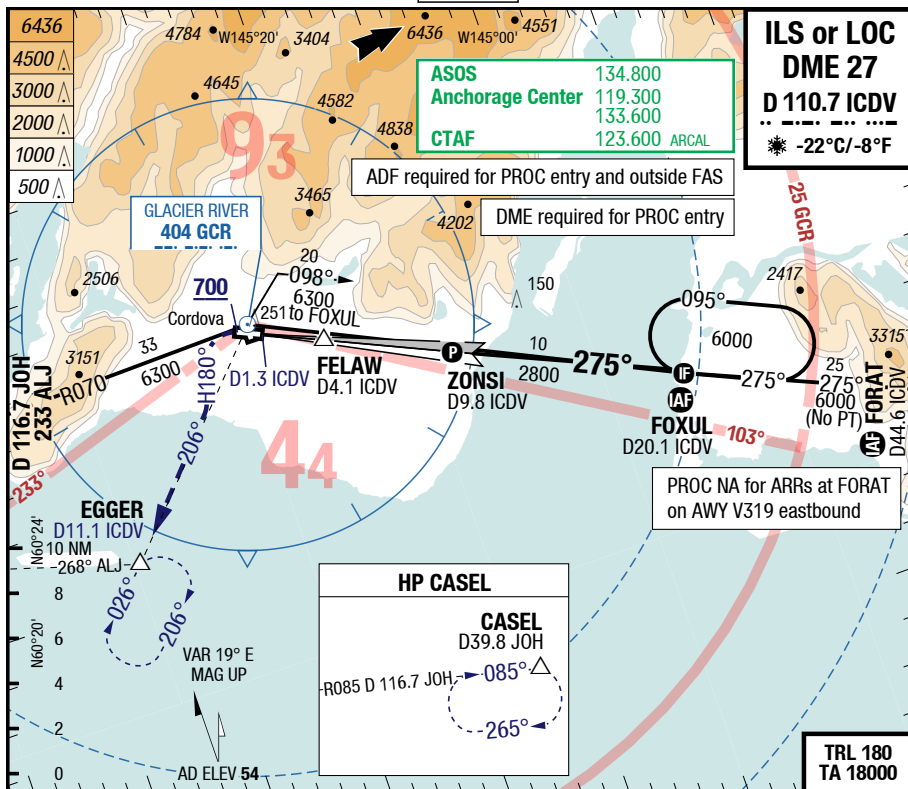 6436
4500
3000
2000
1000
500
4784
W145°20'
3404
6436
W145°00'
4551
4645
4582
4838
3465
4202
93
ILS or LOC
DME 27
D 110.7 ICDV
-22°C/-8°F
ASOS 134.800
Anchorage Center 119.300
133.600
CTAF 123.600 ARCAL
ADF required for PROC entry and outside FAS
DME required for PROC entry
25 GCR
GLACIER RIVER
404 GCR
2506
700
Cordova
20
098°
6300
to FOXUL
251
150
2417
3315
095°
6000
3151
33
R070
6300
D 116.7 JOH
233 ALJ
D1.3 ICDV
FELAW
D4.1 ICDV
P
ZONSI
D9.8 ICDV
10
2800
275°
IF
IAF
FOXUL
D20.1 ICDV
275°
25
275°
6000
(No PT)
IAF FORAT
D44.6 ICDV
H180°
206°
44
103°
233°
PROC NA for ARRs at FORAT
on AWY V319 eastbound
EGGER
D11.1 ICDV
N60°24'
10 NM
268° ALJ
026°
206°
8
6
N60°20'
4
2
0
VAR 19° E
MAG UP
AD ELEV 54
HP CASEL
CASEL
D39.8 JOH
R085 D 116.7 JOH
085°
265°
TRL 180
TA 18000